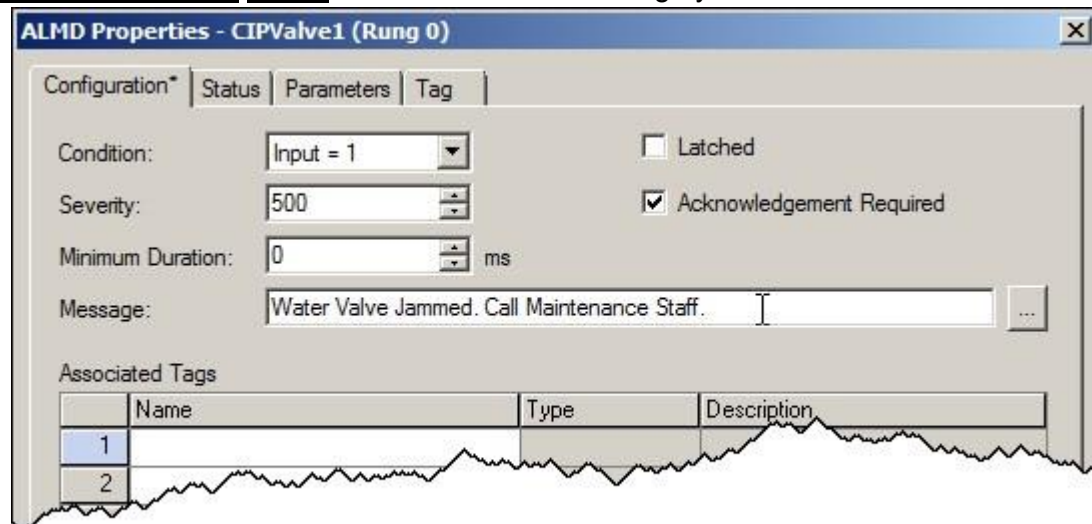 ALMD Properties - CIPValve1 (Rung 0)
Configuration* Status Parameters Tag
Condition: Input = 1 Latched
Severity: 500 Acknowledgement Required
Minimum Duration: 0 ms
Message: Water Valve Jammed. Call Maintenance Staff. ...
Associated Tags
Name Type Description
1
2